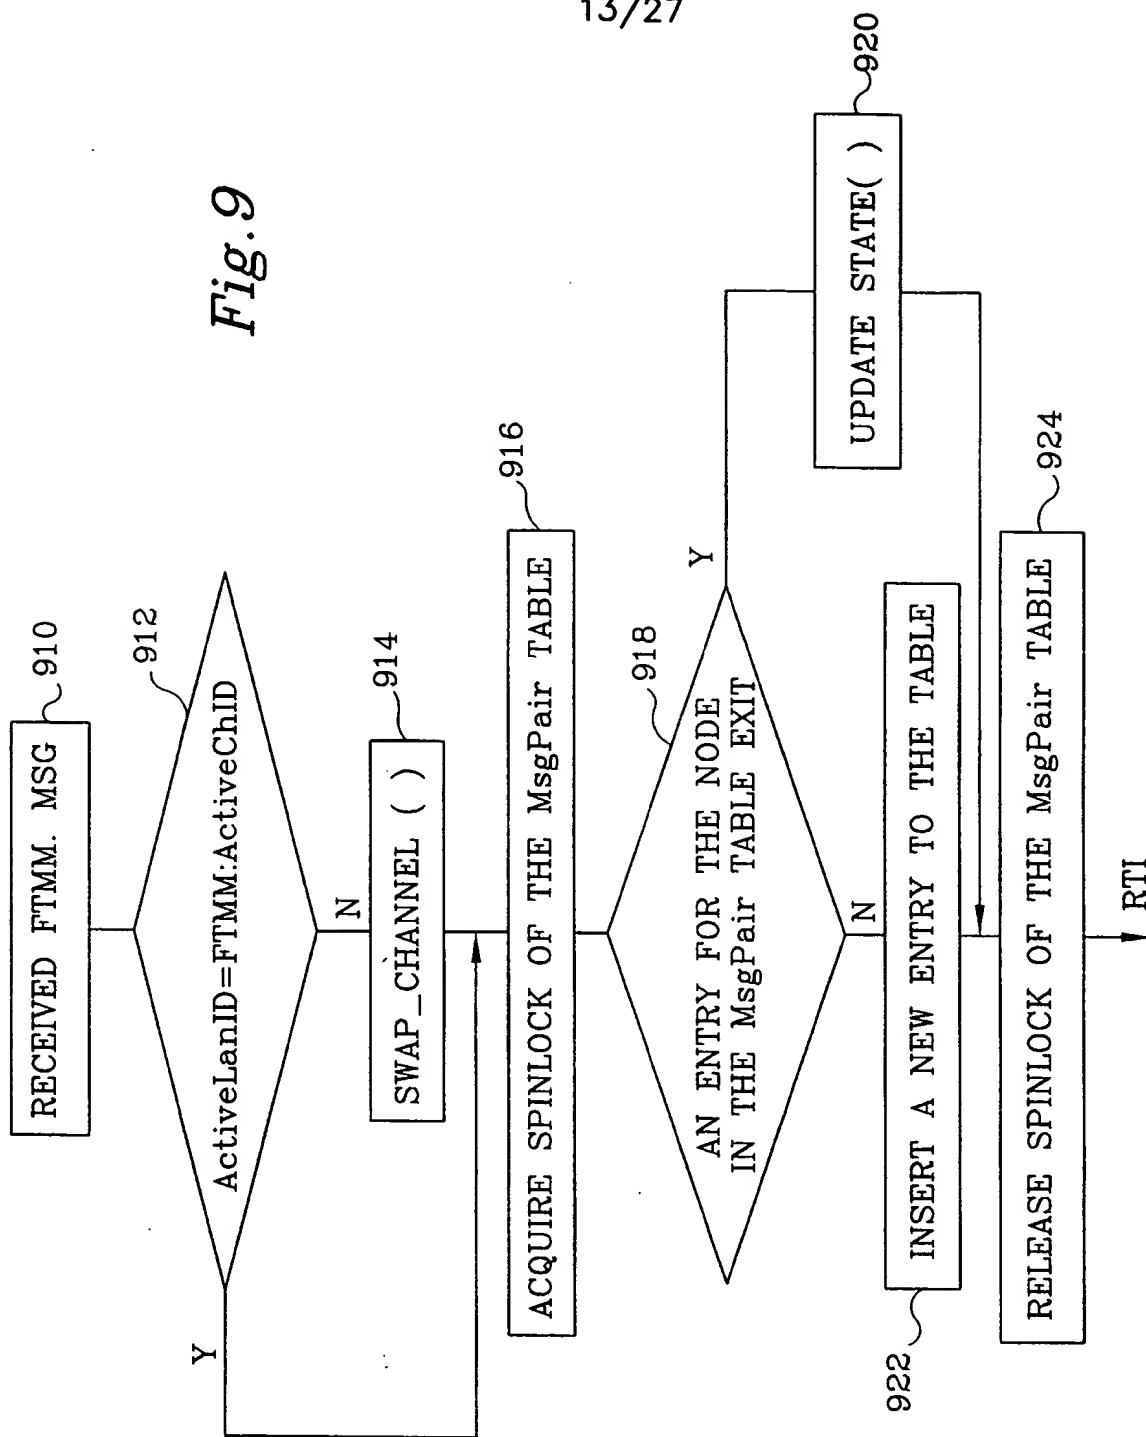 13/27
Fig.9
RECEIVED FTMM. MSG
910
912
ActiveLanID=FTMM:ActiveChID
Y
N
914
SWAP_CHANNEL ( )
916
ACQUIRE SPINLOCK OF THE MsgPair TABLE
918
AN ENTRY FOR THE NODE
IN THE MsgPair TABLE EXIT
Y
N
920
UPDATE STATE( )
922
INSERT A NEW ENTRY TO THE TABLE
924
RELEASE SPINLOCK OF THE MsgPair TABLE
RTI